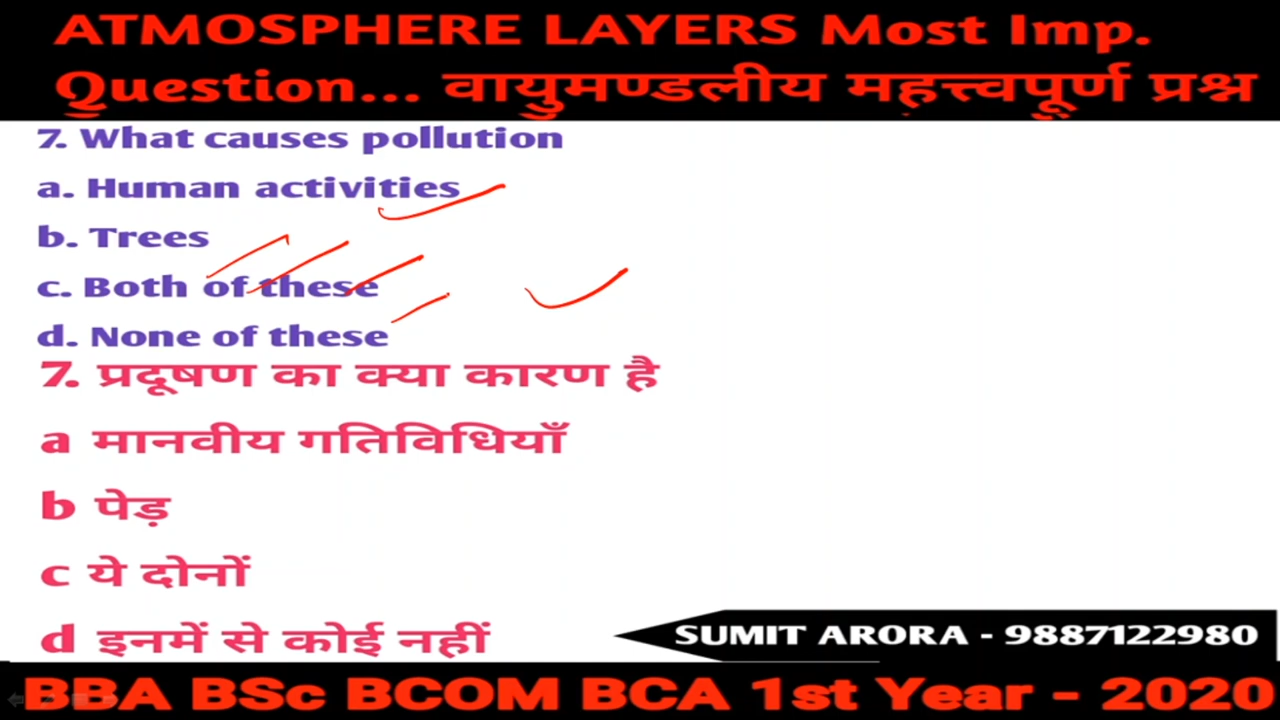 ATMOSPHERE LAYERS Most Imp.
Question... वायुमण्डलीय महत्त्वपूर्ण प्रश्न
7. What causes pollution
a. Human activities
b. Trees
c. Both of these
d. None of these
7. प्रदूषण का क्या कारण है
a मानवीय गतिविधियाँ
b पेड़
c ये दोनों
d इनमें से कोई नहीं
SUMIT ARORA - 9887122980
BBA BSc BCOM BCA 1st Year - 2020